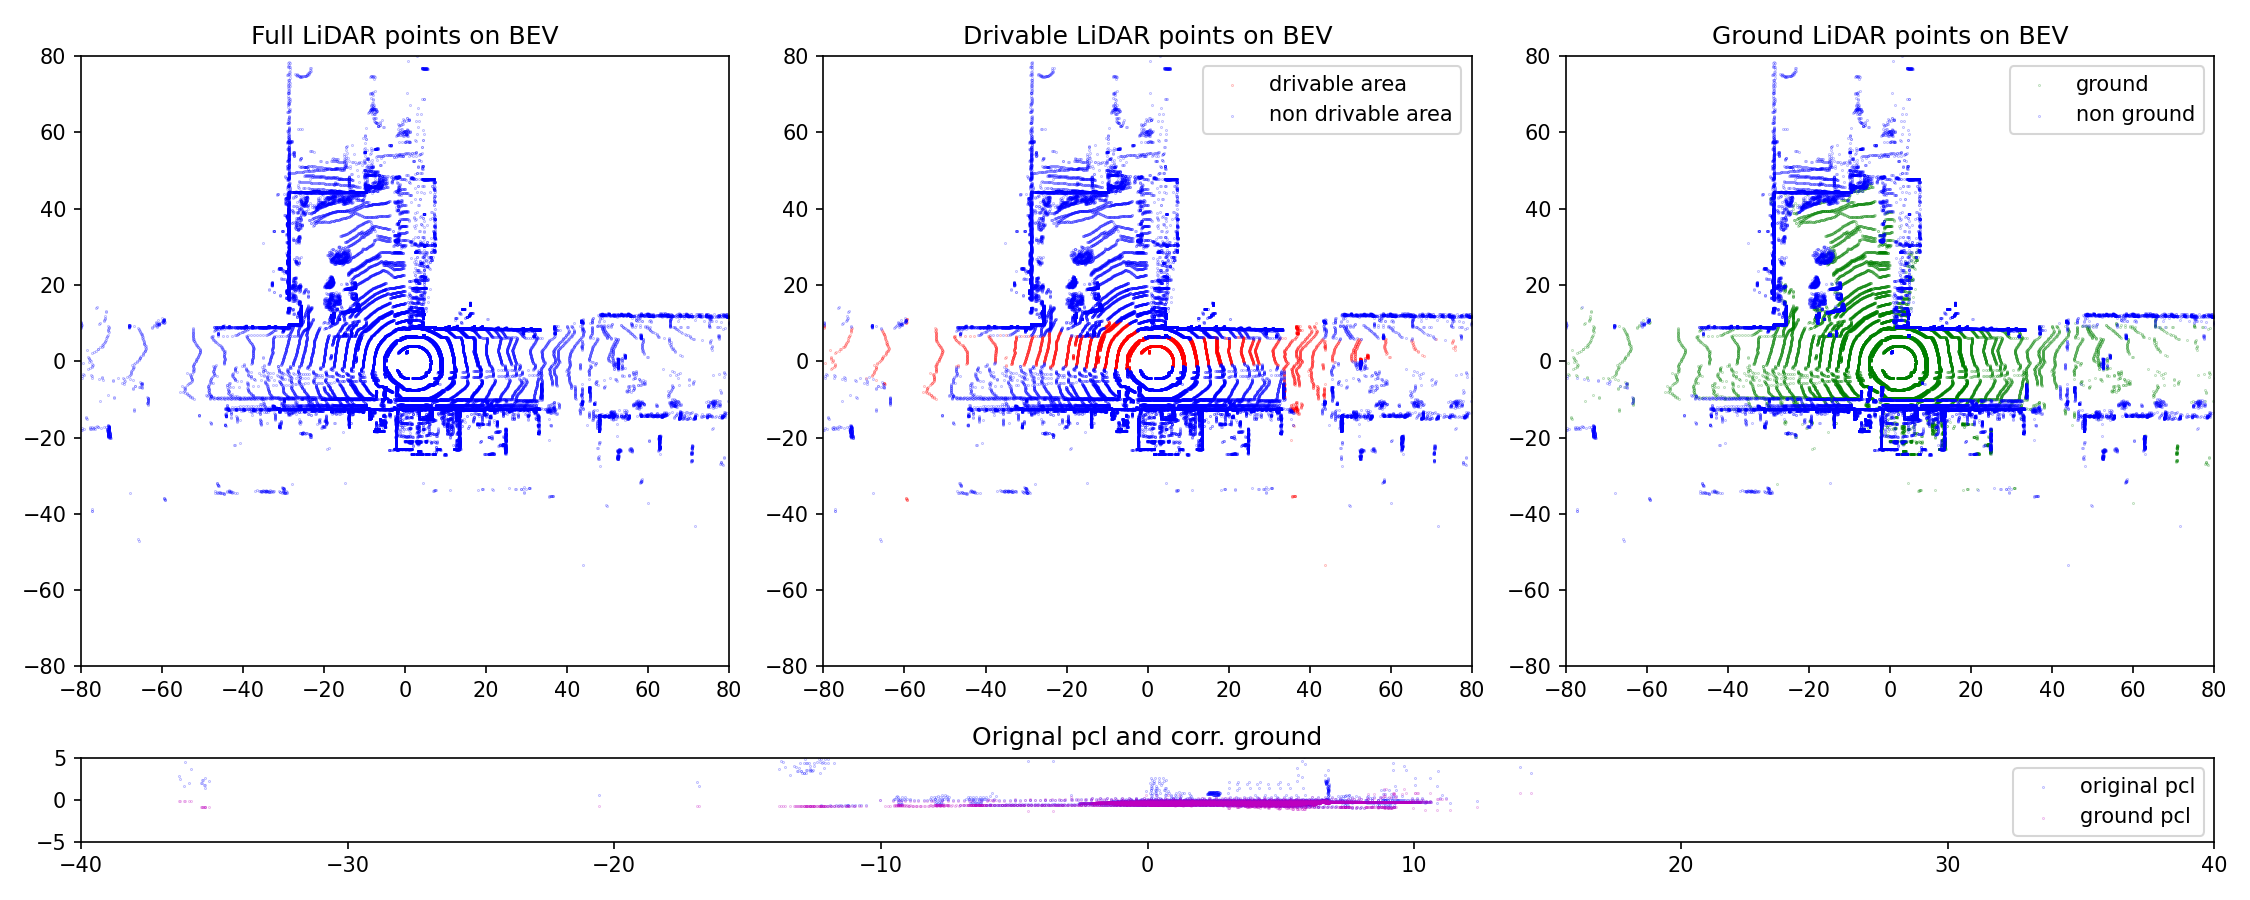 Full LiDAR points on BEV
Drivable LiDAR points on BEV
Ground LiDAR points on BEV
80
60
40
20
0
−20
−40
−60
−80
−80 −60 −40 −20 0 20 40 60 80
80
60
40
20
0
−20
−40
−60
−80
−80 −60 −40 −20 0 20 40 60 80
drivable area
non drivable area
80
60
40
20
0
−20
−40
−60
−80
−80 −60 −40 −20 0 20 40 60 80
ground
non ground
Orignal pcl and corr. ground
5
0
−5
−40 −30 −20 −10 0 10 20 30 40
original pcl
ground pcl